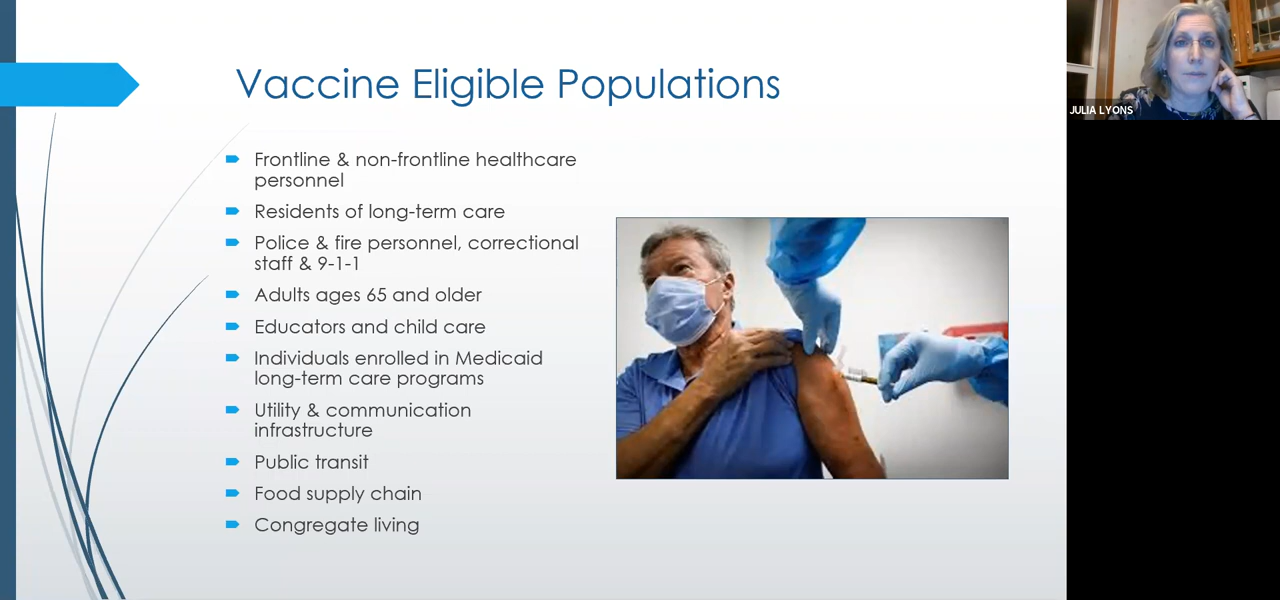 Vaccine Eligible Populations
Frontline & non-frontline healthcare
personnel
Residents of long-term care
Police & fire personnel, correctional
staff & 9-1-1
Adults ages 65 and older
Educators and child care
Individuals enrolled in Medicaid
long-term care programs
Utility & communication
infrastructure
Public transit
Food supply chain
Congregate living
JULIA LYONS